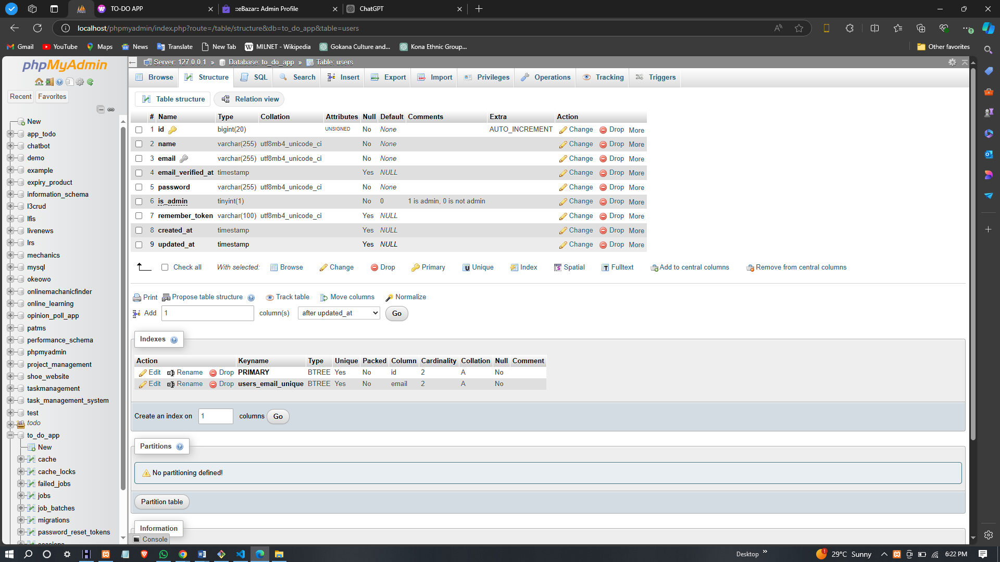 TO-DO APP
::eBazar:: Admin Profile
ChatGPT
localhost/phpmyadmin/index.php?route=/table/structure&db=to_do_app&table=users
Gmail YouTube Maps News Translate New Tab MILNET - Wikipedia Gokana Culture and... Kona Ethnic Group... Other favorites
phpMyAdmin
Recent Favorites
New
app_todo
chatbot
demo
example
expiry_product
information_schema
l3crud
lfis
livenews
lrs
mechanics
mysql
okeowo
onlinemachanicfinder
online_learning
opinion_poll_app
patms
performance_schema
phpmyadmin
project_management
shoe_website
taskmanagement
task_management_system
test
todo
to_do_app
New
cache
cache_locks
failed_jobs
jobs
job_batches
migrations
password_reset_tokens
sessions
Server: 127.0.0.1 » Database: to_do_app » Table: users
Browse Structure SQL Search Insert Export Import Privileges Operations Tracking Triggers
Table structure Relation view
# Name Type Collation Attributes Null Default Comments Extra Action
1 id bigint(20) UNSIGNED No None AUTO_INCREMENT Change Drop More
2 name varchar(255) utf8mb4_unicode_ci No None Change Drop More
3 email varchar(255) utf8mb4_unicode_ci No None Change Drop More
4 email_verified_at timestamp Yes NULL Change Drop More
5 password varchar(255) utf8mb4_unicode_ci No None Change Drop More
6 is_admin tinyint(1) No 0 1 is admin, 0 is not admin Change Drop More
7 remember_token varchar(100) utf8mb4_unicode_ci Yes NULL Change Drop More
8 created_at timestamp Yes NULL Change Drop More
9 updated_at timestamp Yes NULL Change Drop More
Check all With selected: Browse Change Drop Primary Unique Index Spatial Fulltext Add to central columns Remove from central columns
Print Propose table structure Track table Move columns Normalize
Add 1 column(s) after updated_at Go
Indexes
Action Keyname Type Unique Packed Column Cardinality Collation Null Comment
Edit Rename Drop PRIMARY BTREE Yes No id 2 A No
Edit Rename Drop users_email_unique BTREE Yes No email 2 A No
Create an index on 1 columns Go
Partitions
No partitioning defined!
Partition table
Information
Console
Desktop » 29°C Sunny 6:22 PM